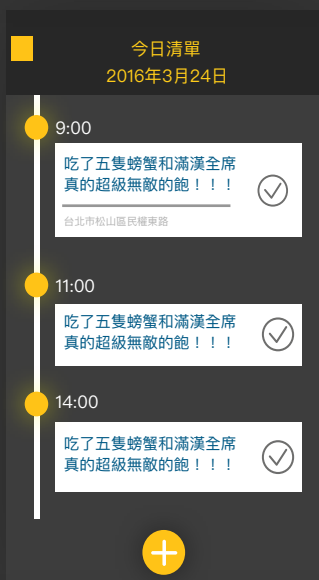 今日清單
2016年3月24日
9:00
吃了五隻螃蟹和滿漢全席
真的超級無敵的飽！！！
台北市松山區民權東路
11:00
吃了五隻螃蟹和滿漢全席
真的超級無敵的飽！！！
14:00
吃了五隻螃蟹和滿漢全席
真的超級無敵的飽！！！